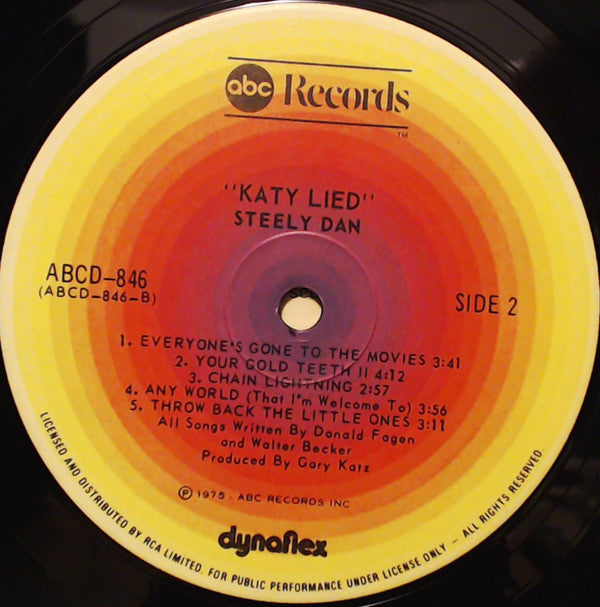 abc Records
TM
"KATY LIED"
STEELY DAN
ABCD-846
(ABCD-846-B)
SIDE 2
1. EVERYONE'S GONE TO THE MOVIES 3:41
2. YOUR GOLD TEETH II 4:12
3. CHAIN LIGHTNING 2:57
4. ANY WORLD (That I'm Welcome To) 3:56
5. THROW BACK THE LITTLE ONES 3:11
All Songs Written By Donald Fagen
and Walter Becker
Produced By Gary Katz
Ⓟ 1975 · ABC RECORDS INC
dynaflex
LICENSED AND DISTRIBUTED BY RCA LIMITED. FOR PUBLIC PERFORMANCE UNDER LICENSE ONLY — ALL RIGHTS RESERVED